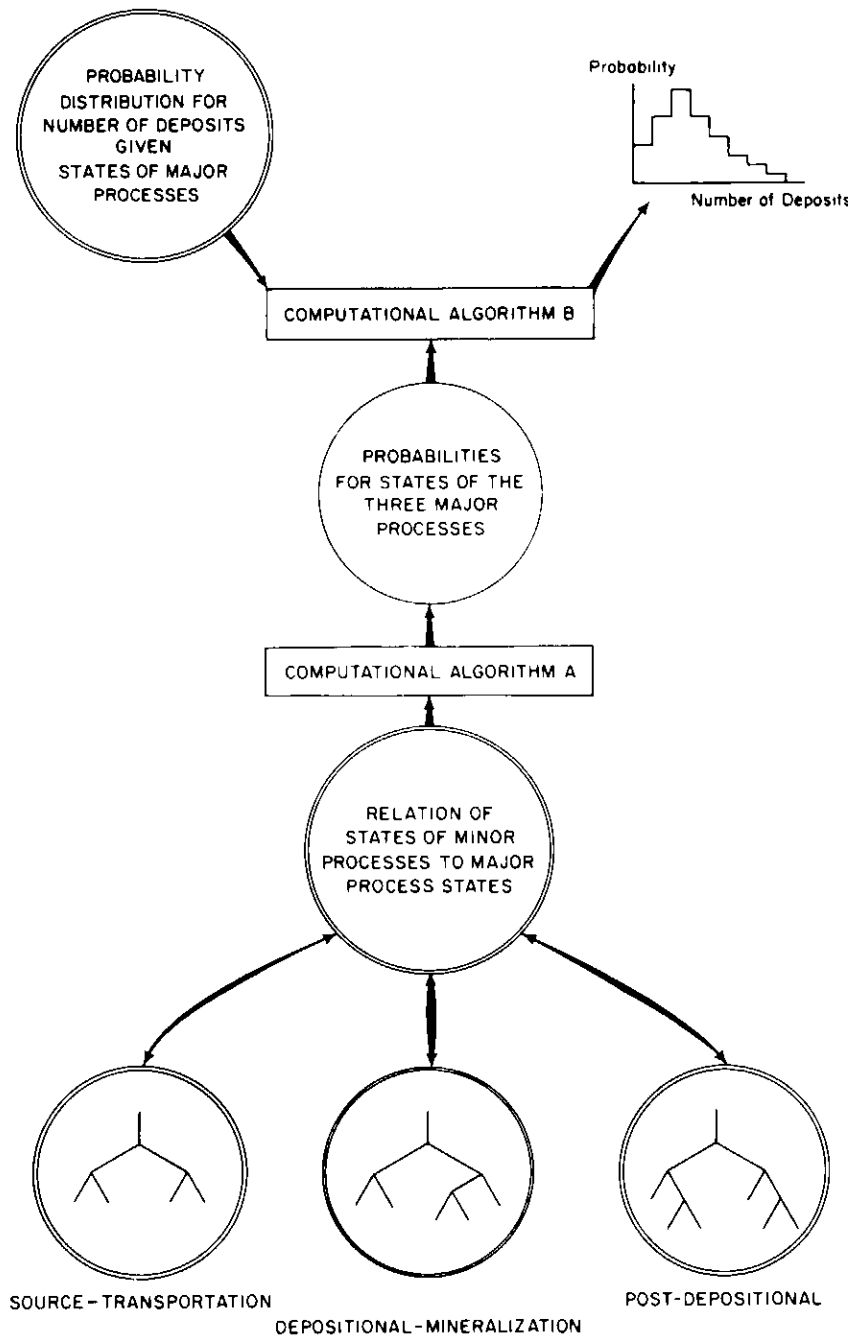 PROBABILITY
DISTRIBUTION FOR
NUMBER OF DEPOSITS
GIVEN
STATES OF MAJOR
PROCESSES
Probability
Number of Deposits
COMPUTATIONAL ALGORITHM B
PROBABILITIES
FOR STATES OF THE
THREE MAJOR
PROCESSES
COMPUTATIONAL ALGORITHM A
RELATION OF
STATES OF MINOR
PROCESSES TO MAJOR
PROCESS STATES
SOURCE-TRANSPORTATION
DEPOSITIONAL-MINERALIZATION
POST-DEPOSITIONAL